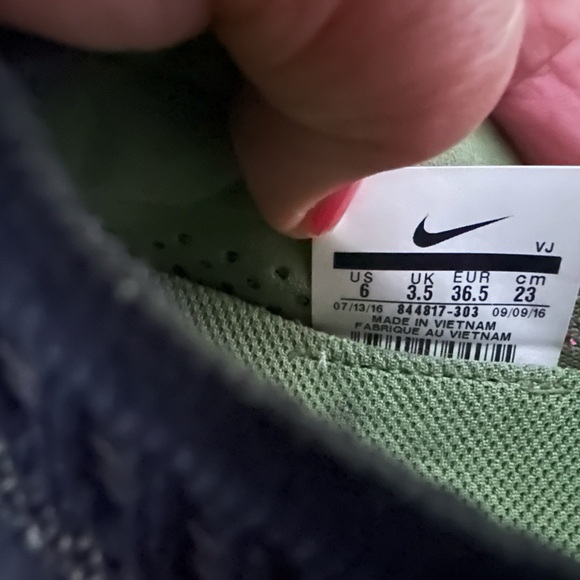 VJ
US UK EUR cm
6 3.5 36.5 23
07/13/16 844817-303 09/09/16
MADE IN VIETNAM
FABRIQUE AU VIETNAM